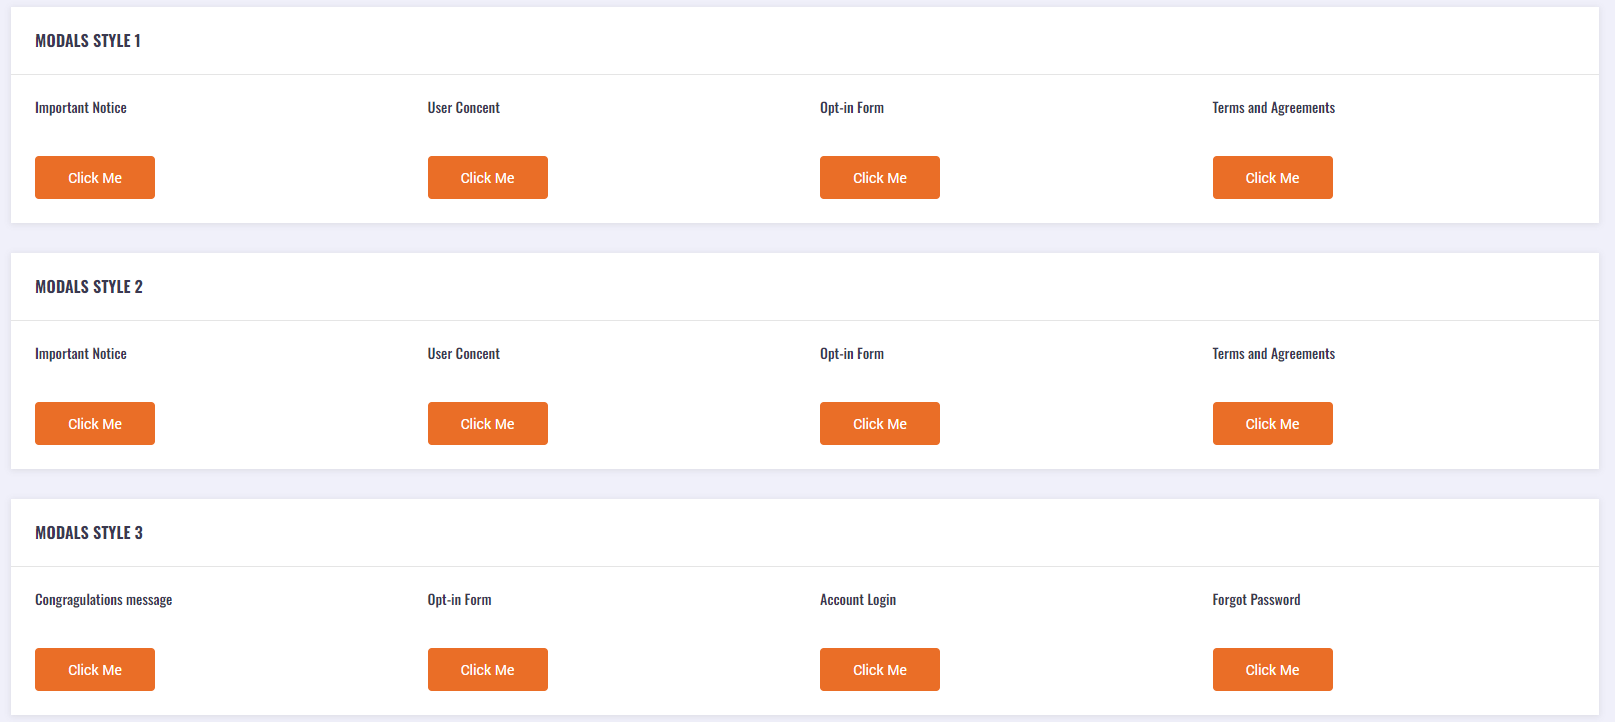 MODALS STYLE 1
Important Notice
User Concent
Opt-in Form
Terms and Agreements
Click Me
Click Me
Click Me
Click Me
MODALS STYLE 2
Important Notice
User Concent
Opt-in Form
Terms and Agreements
Click Me
Click Me
Click Me
Click Me
MODALS STYLE 3
Congragulations message
Opt-in Form
Account Login
Forgot Password
Click Me
Click Me
Click Me
Click Me